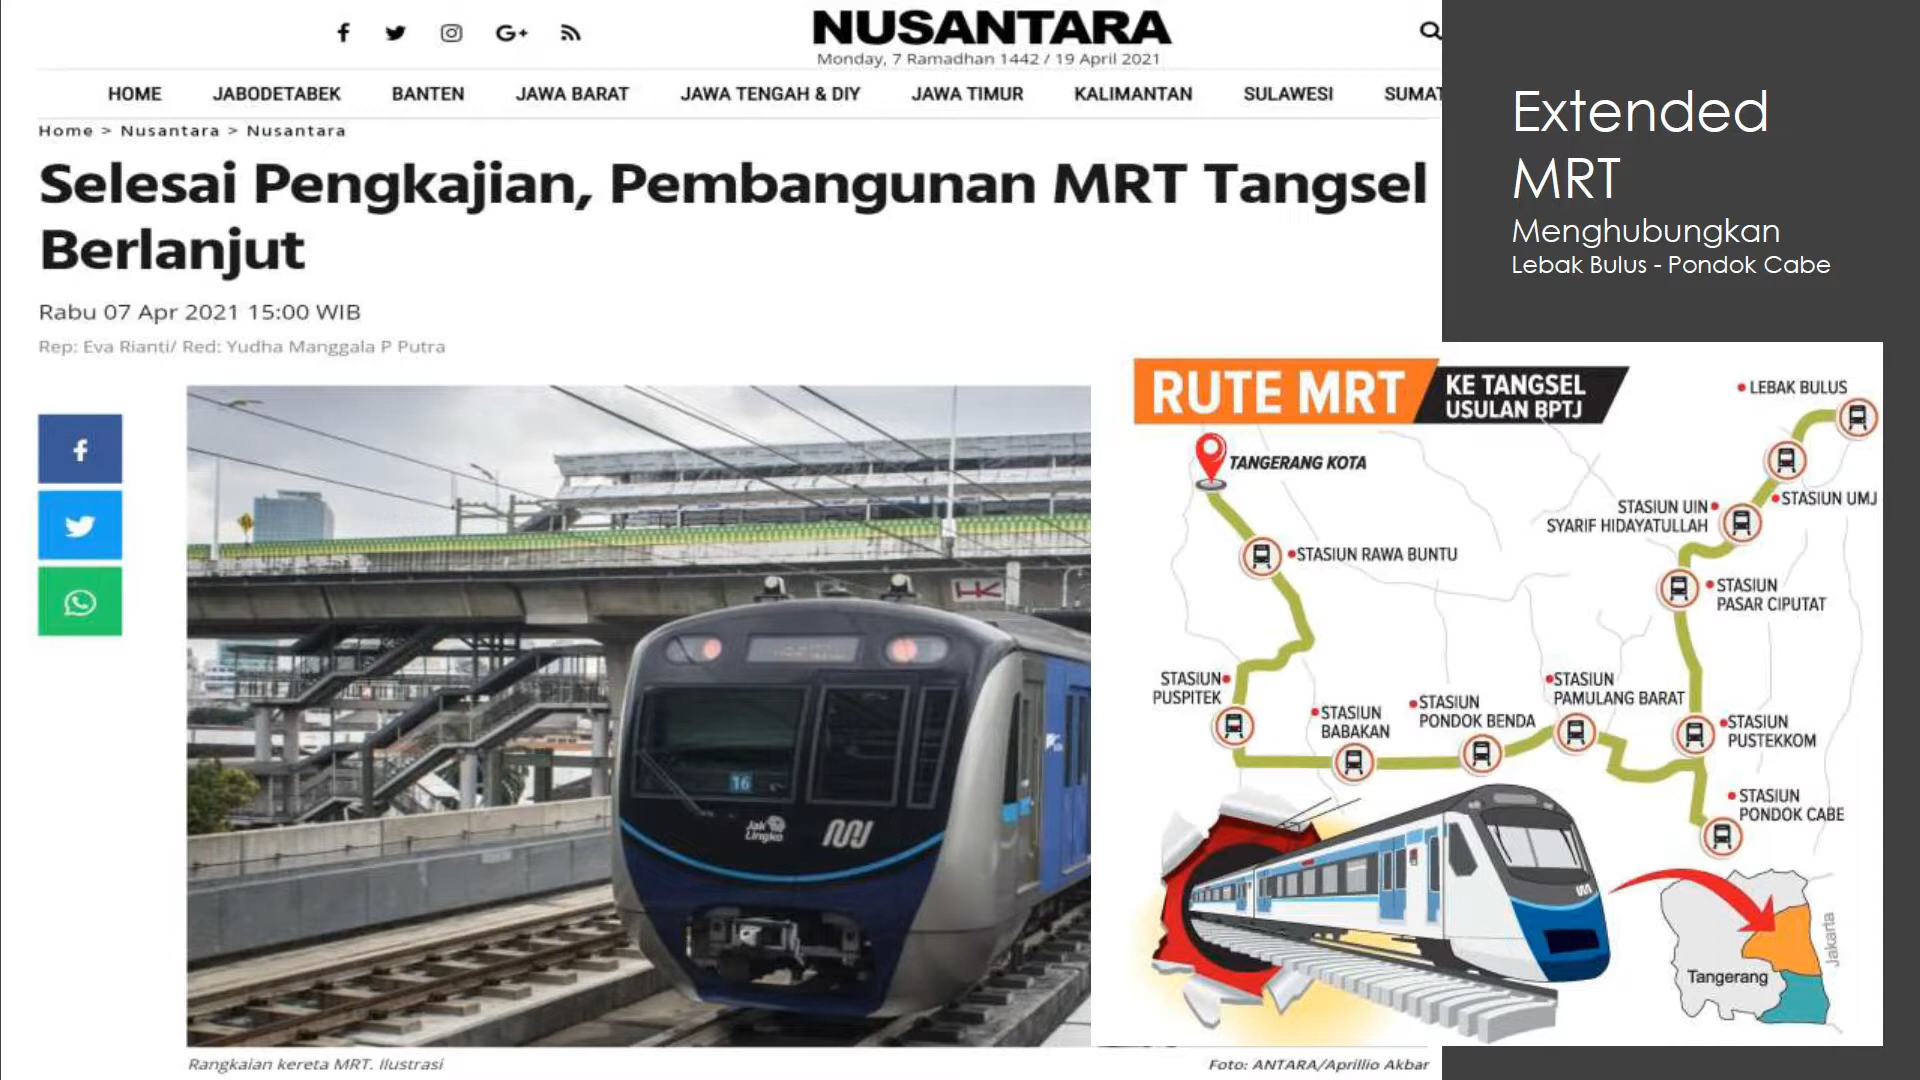 NUSANTARA
Monday, 7 Ramadhan 1442 / 19 April 2021
HOME JABODETABEK BANTEN JAWA BARAT JAWA TENGAH & DIY JAWA TIMUR KALIMANTAN SULAWESI SUMAT
Home > Nusantara > Nusantara
Selesai Pengkajian, Pembangunan MRT Tangsel
Berlanjut
Rabu 07 Apr 2021 15:00 WIB
Rep: Eva Rianti/ Red: Yudha Manggala P Putra
HK
16
Jak
Lingko
Rangkaian kereta MRT. Ilustrasi
Foto: ANTARA/Aprillio Akbar
Extended
MRT
Menghubungkan
Lebak Bulus - Pondok Cabe
RUTE MRT
KE TANGSEL
USULAN BPTJ
LEBAK BULUS
TANGERANG KOTA
STASIUN UMJ
STASIUN UIN
SYARIF HIDAYATULLAH
STASIUN RAWA BUNTU
STASIUN
PASAR CIPUTAT
STASIUN
PUSPITEK
STASIUN
BABAKAN
STASIUN
PONDOK BENDA
STASIUN
PAMULANG BARAT
STASIUN
PUSTEKKOM
STASIUN
PONDOK CABE
Tangerang
Jakarta